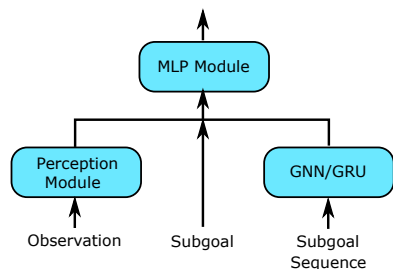 MLP Module
Perception
Module
GNN/GRU
Observation
Subgoal
Subgoal
Sequence